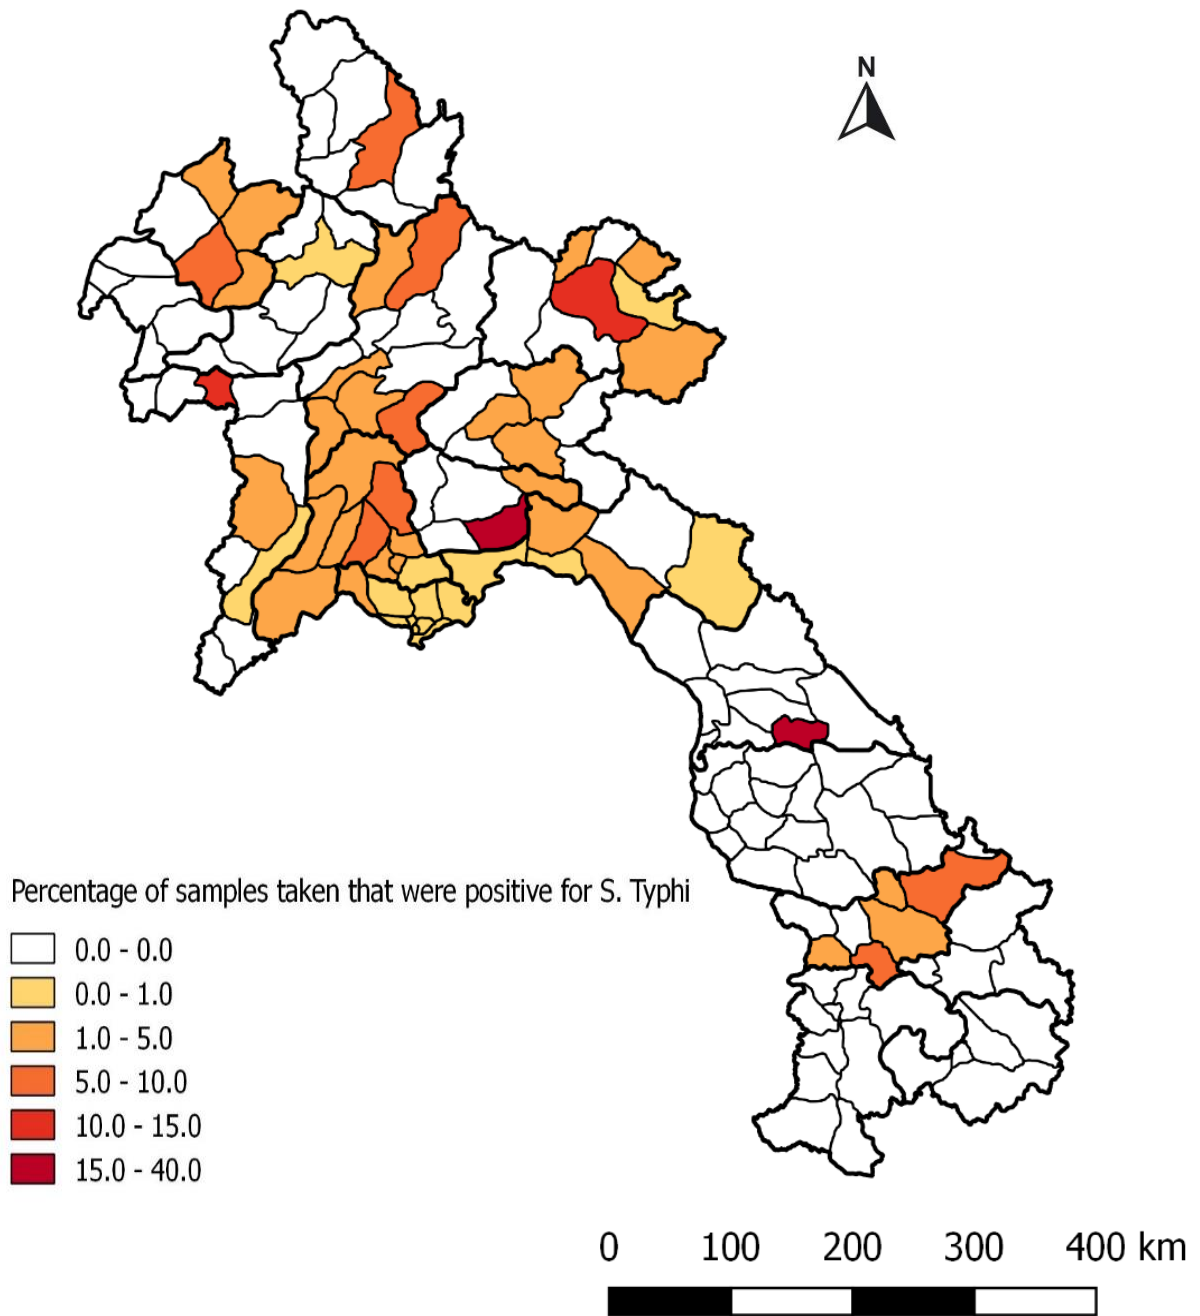 N
Percentage of samples taken that were positive for S. Typhi
0.0 - 0.0
0.0 - 1.0
1.0 - 5.0
5.0 - 10.0
10.0 - 15.0
15.0 - 40.0
0 100 200 300 400 km